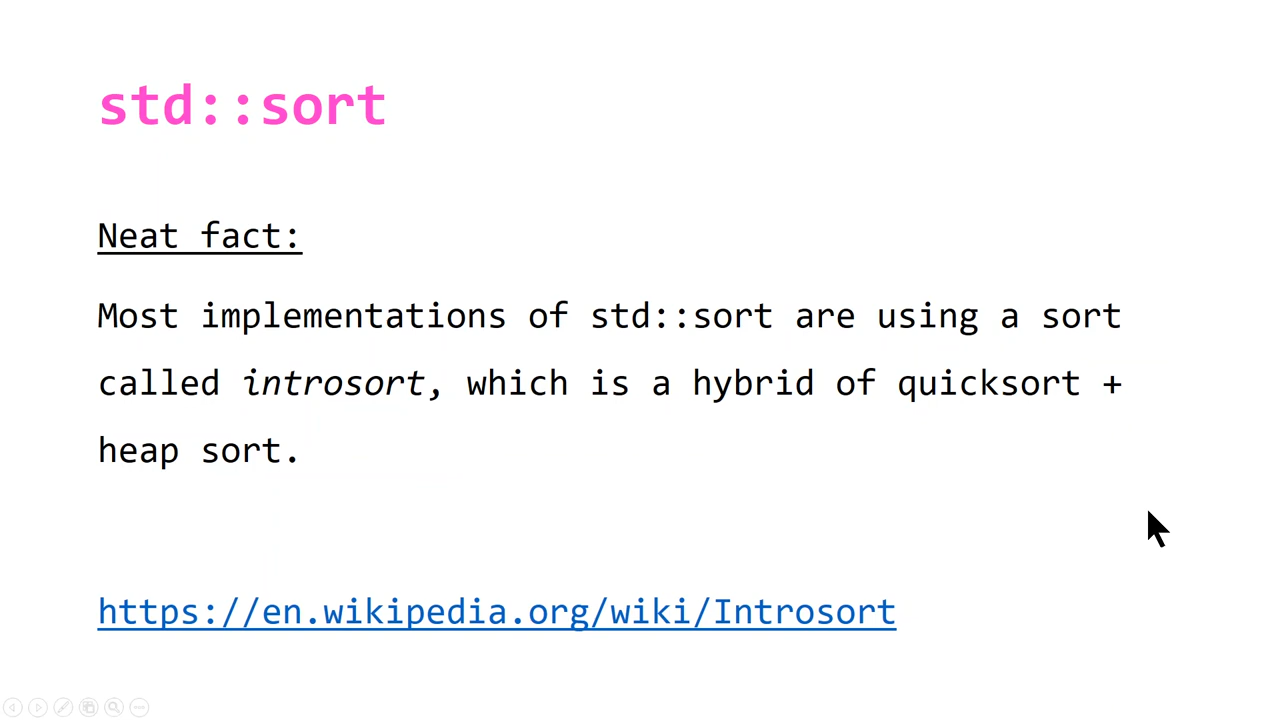 std::sort
Neat fact:
Most implementations of std::sort are using a sort
called introsort, which is a hybrid of quicksort +
heap sort.
https://en.wikipedia.org/wiki/Introsort